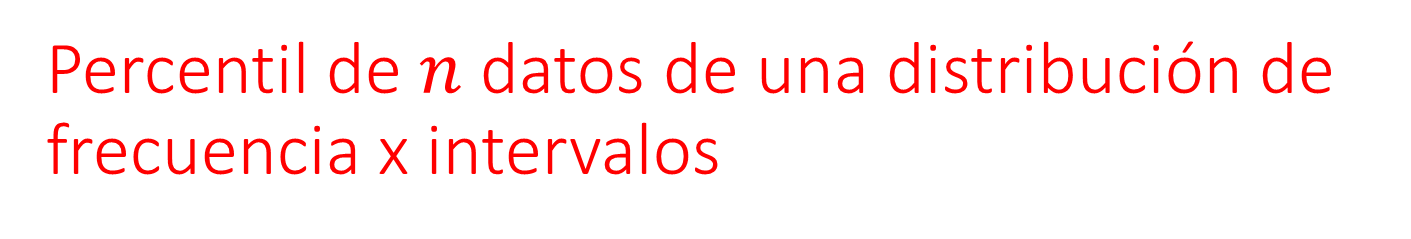 Percentil de n datos de una distribución de
frecuencia x intervalos